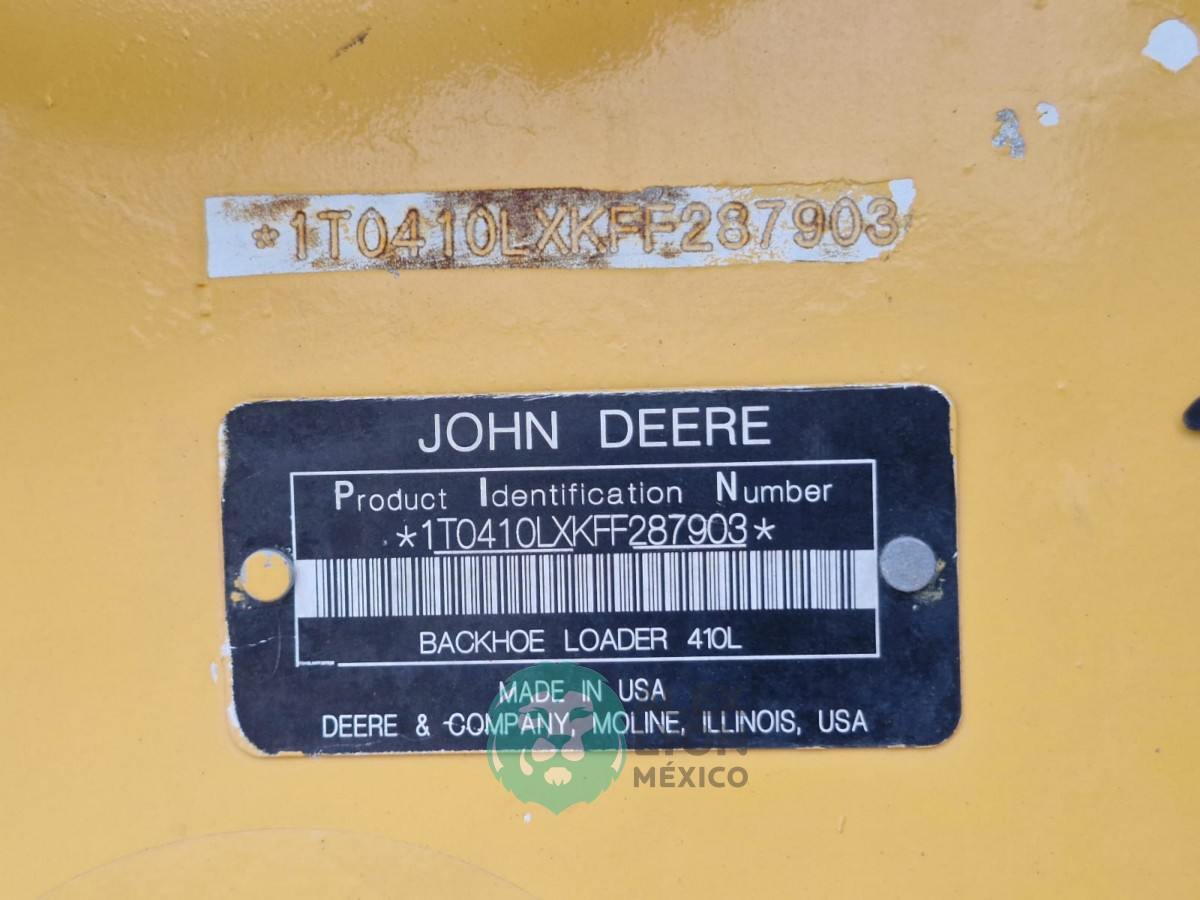 *1T0410LXKFF287903
JOHN DEERE
Product Identification Number
*1T0410LXKFF287903*
BACKHOE LOADER 410L
MADE IN USA
DEERE & COMPANY, MOLINE, ILLINOIS, USA
MÉXICO